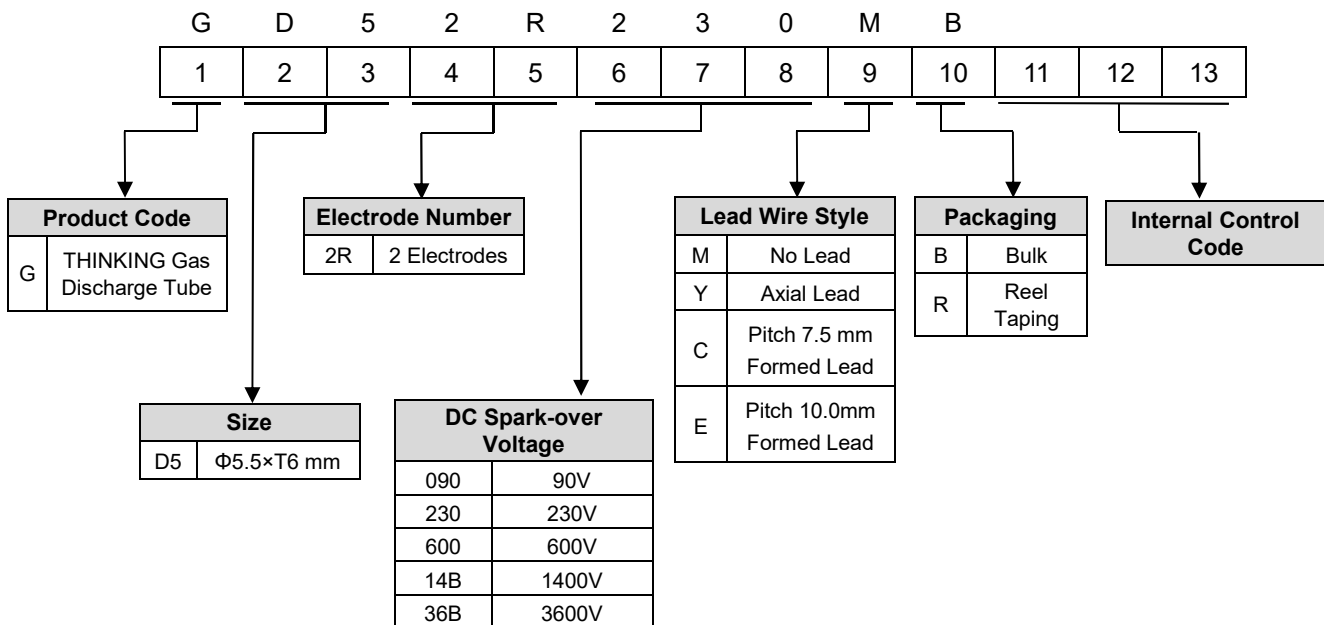 G D 5 2 R 2 3 0 M B
1 2 3 4 5 6 7 8 9 10 11 12 13
Product Code
G THINKING Gas
Discharge Tube
Electrode Number
2R 2 Electrodes
Lead Wire Style
M No Lead
Y Axial Lead
C Pitch 7.5 mm
Formed Lead
E Pitch 10.0mm
Formed Lead
Packaging
B Bulk
R Reel
Taping
Internal Control
Code
Size
D5 Φ5.5×T6 mm
DC Spark-over
Voltage
090 90V
230 230V
600 600V
14B 1400V
36B 3600V